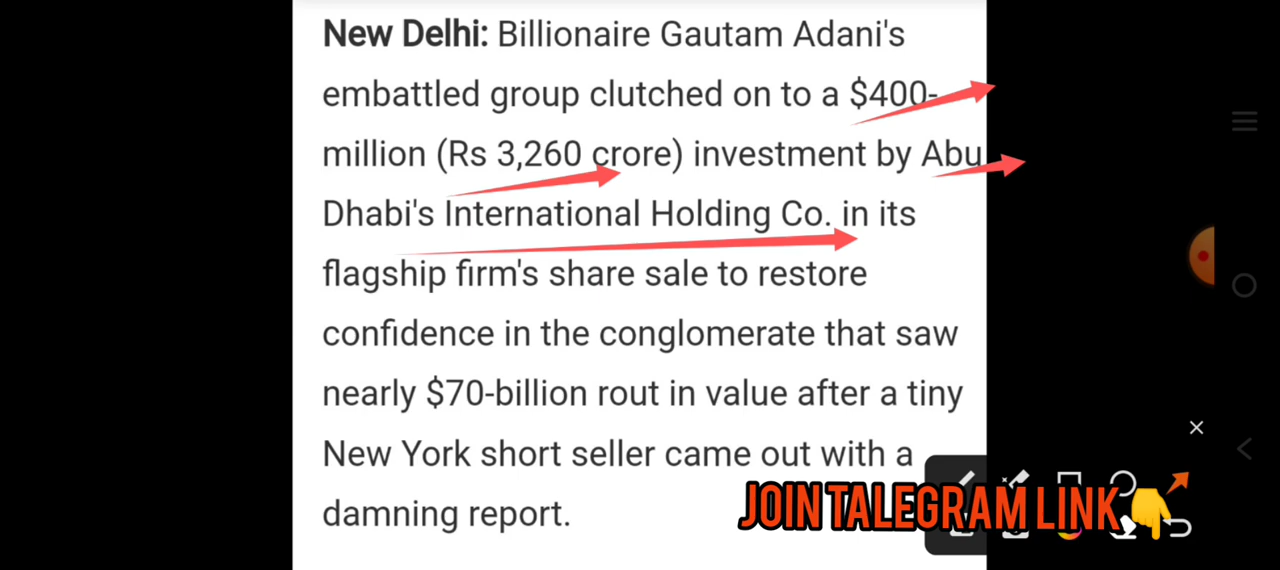 New Delhi: Billionaire Gautam Adani's
embattled group clutched on to a $400-
million (Rs 3,260 crore) investment by Abu
Dhabi's International Holding Co. in its
flagship firm's share sale to restore
confidence in the conglomerate that saw
nearly $70-billion rout in value after a tiny
New York short seller came out with a
damning report.
JOIN TALEGRAM LINK